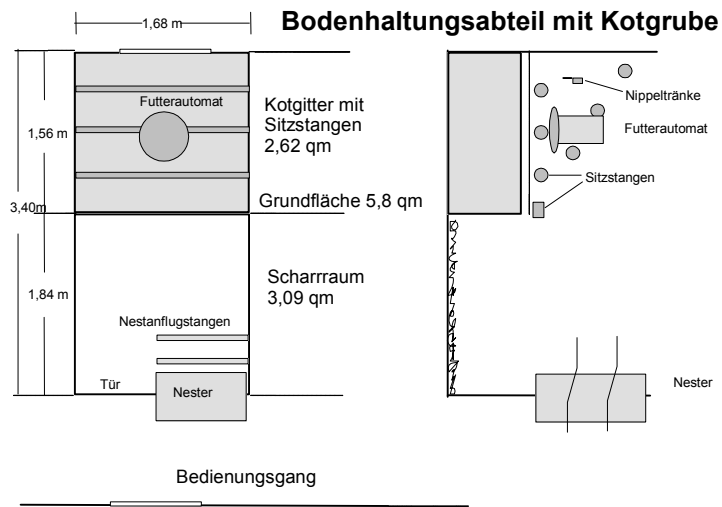 Bodenhaltungsabteil mit Kotgrube
1,68 m
Futterautomat
Kotgitter mit
Sitzstangen
2,62 qm
1,56 m
Grundfläche 5,8 qm
3,40m
Scharrraum
3,09 qm
1,84 m
Nestanflugstangen
Tür
Nester
Bedienungsgang
Nippeltränke
Futterautomat
Sitzstangen
Nester